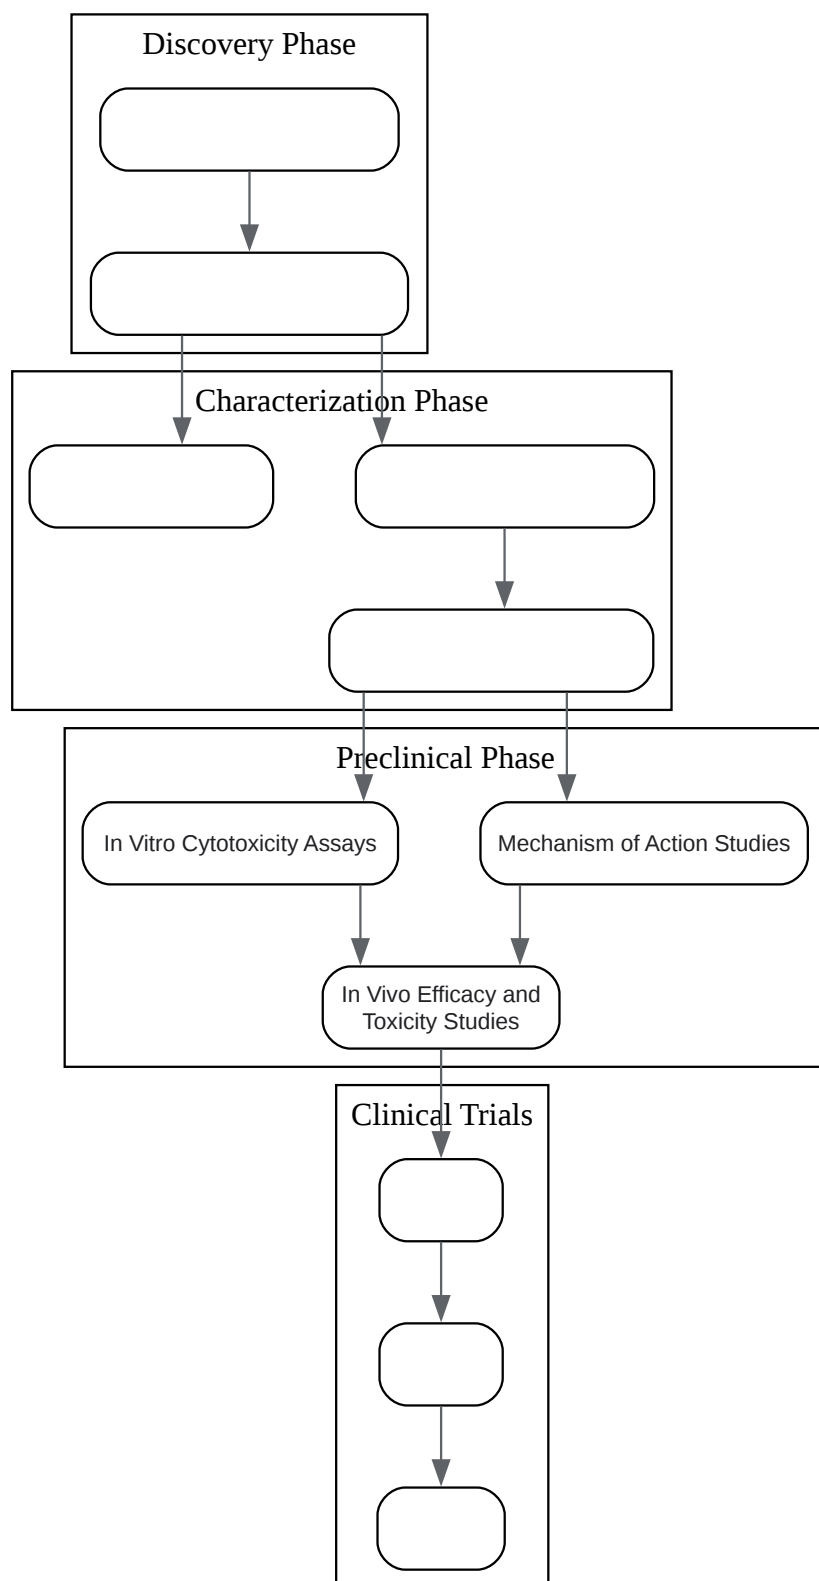 Discovery Phase
Characterization Phase
Preclinical Phase
In Vitro Cytotoxicity Assays
Mechanism of Action Studies
In Vivo Efficacy and
Toxicity Studies
Clinical Trials